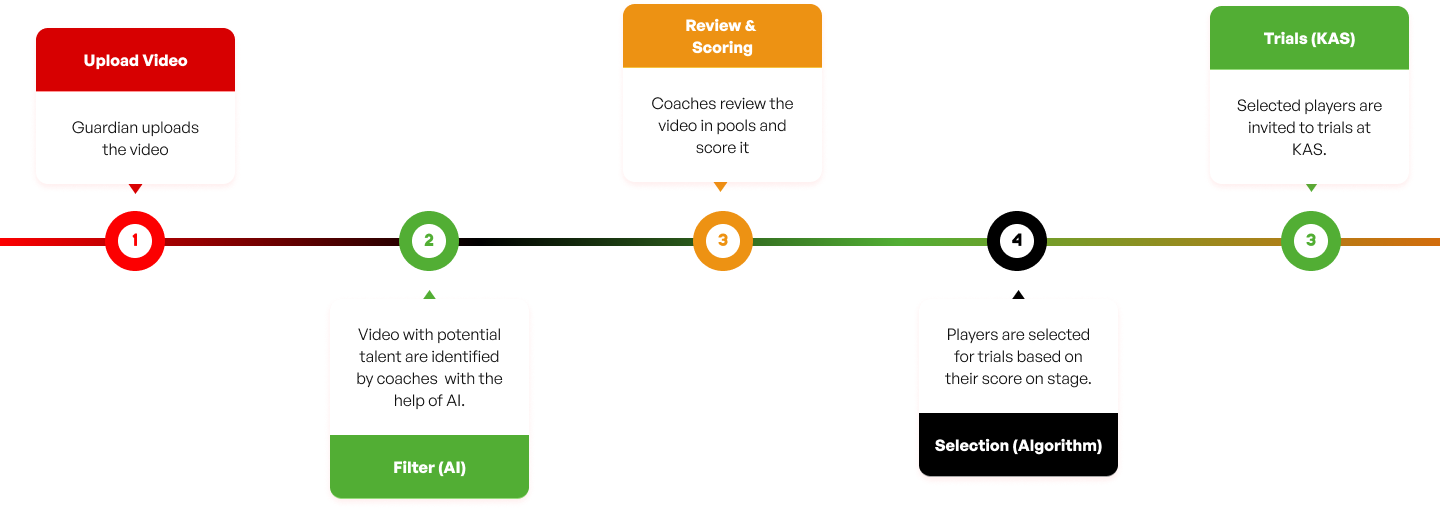 Upload Video
Guardian uploads
the video
1
2
Video with potential
talent are identified
by coaches  with the
help of AI.
Filter (AI)
Review &
Scoring
Coaches review the
video in pools and
score it
3
4
Players are selected
for trials based on
their score on stage.
Selection (Algorithm)
Trials (KAS)
Selected players are
invited to trials at
KAS.
3